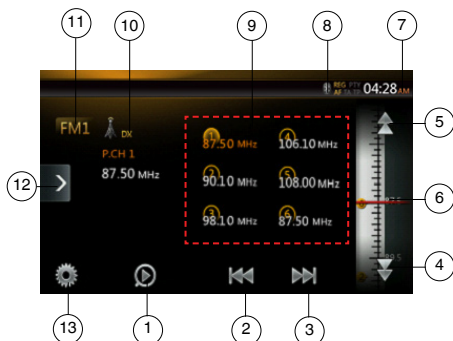 11 10 9 8 7
REG PTY
AF TA TP
04:28 AM
FM1 DX
P.CH 1
87.50 MHz
1 87.50 MHz
4 106.10 MHz
2 90.10 MHz
5 108.00 MHz
3 98.10 MHz
6 87.50 MHz
5
12
6
4
13 1 2 3